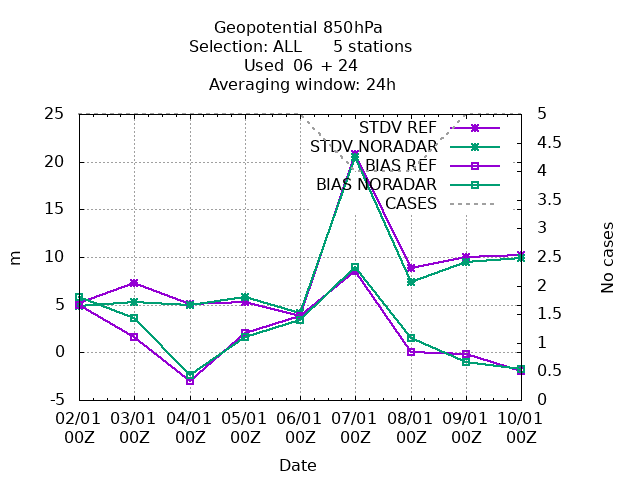 Geopotential 850hPa
Selection: ALL 5 stations
Used 06 + 24
Averaging window: 24h
25
20
15
10
5
0
-5
5
4.5
4
3.5
3
2.5
2
1.5
1
0.5
0
STDV REF
STDV NORADAR
BIAS REF
BIAS NORADAR
CASES
m
No cases
02/01 03/01 04/01 05/01 06/01 07/01 08/01 09/01 10/01
00Z 00Z 00Z 00Z 00Z 00Z 00Z 00Z 00Z
Date